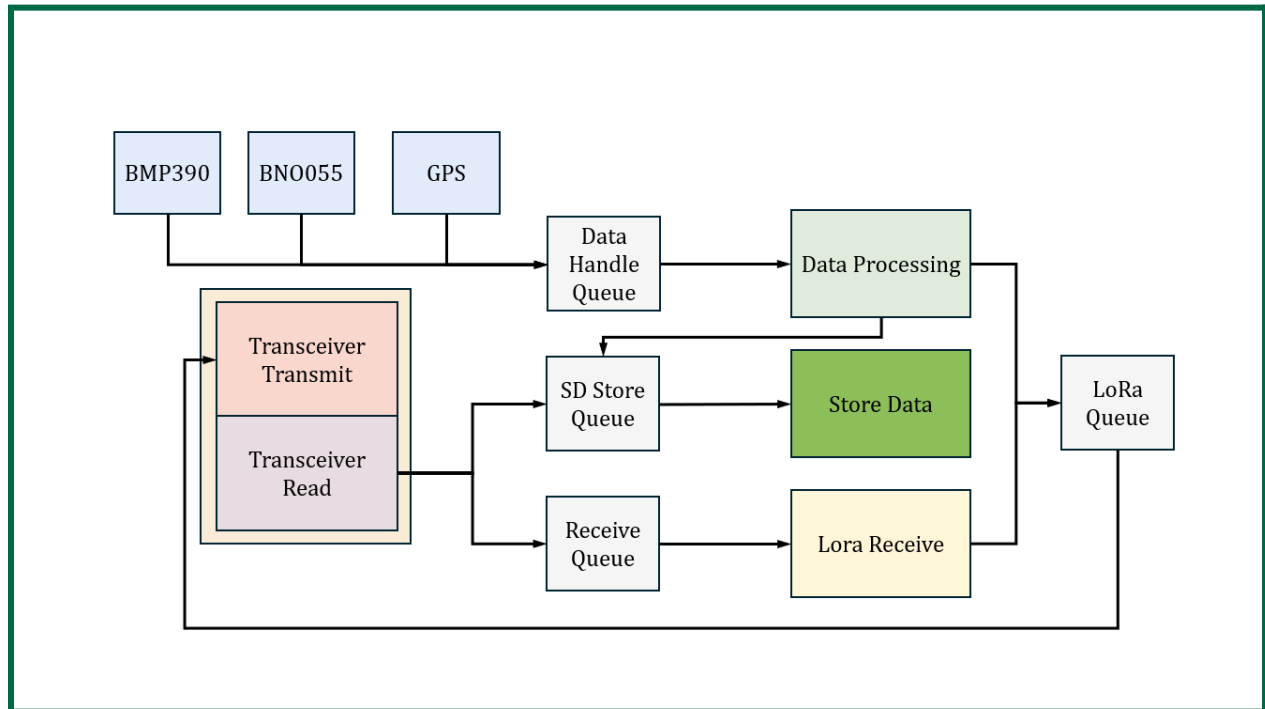 BMP390
BNO055
GPS
Data
Handle
Queue
Data Processing
Transceiver
Transmit
SD Store
Queue
Store Data
LoRa
Queue
Transceiver
Read
Receive
Queue
Lora Receive